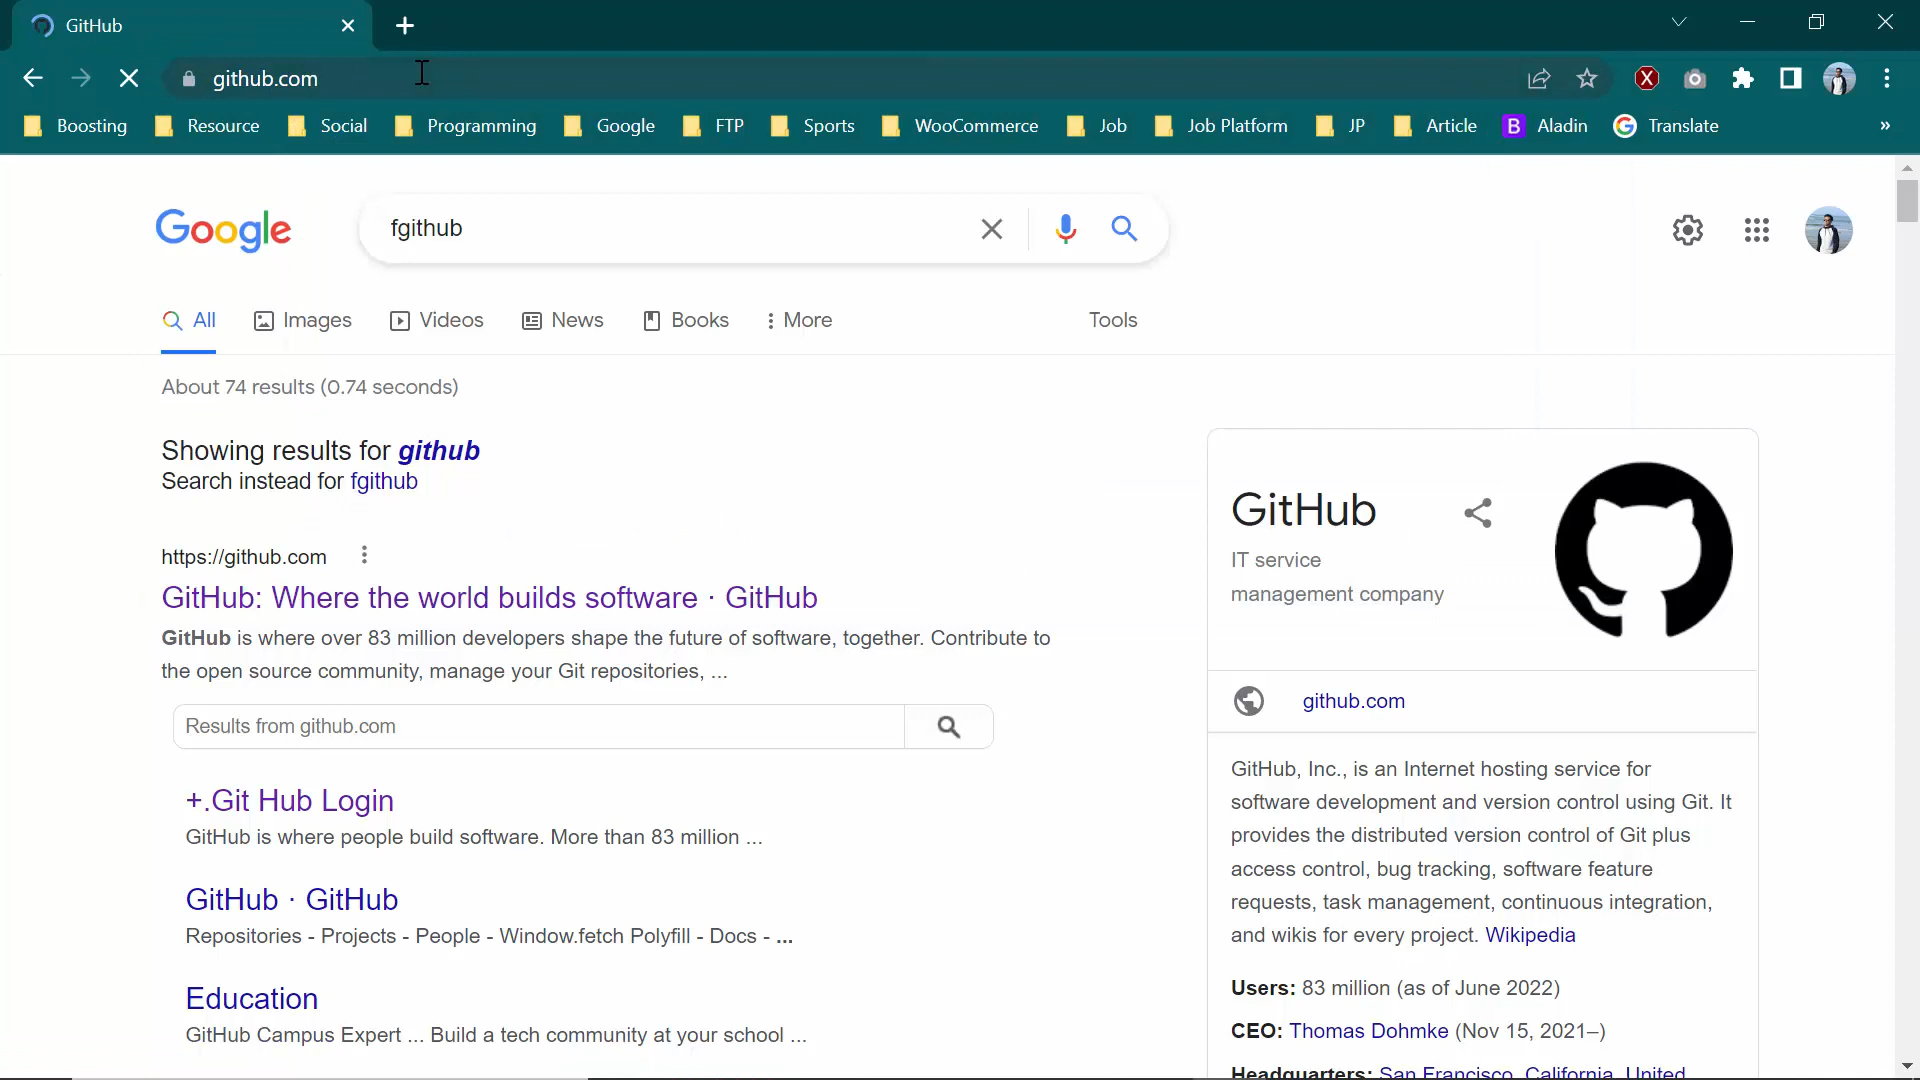 GitHub
github.com
Boosting Resource Social Programming Google FTP Sports WooCommerce Job Job Platform JP Article B Aladin Translate »
Google
fgithub
All Images Videos News Books More Tools
About 74 results (0.74 seconds)
Showing results for github
Search instead for fgithub
https://github.com
GitHub: Where the world builds software · GitHub
GitHub is where over 83 million developers shape the future of software, together. Contribute to
the open source community, manage your Git repositories, ...
Results from github.com
+.Git Hub Login
GitHub is where people build software. More than 83 million ...
GitHub · GitHub
Repositories - Projects - People - Window.fetch Polyfill - Docs - ...
Education
GitHub Campus Expert ... Build a tech community at your school ...
GitHub
IT service
management company
github.com
GitHub, Inc., is an Internet hosting service for
software development and version control using Git. It
provides the distributed version control of Git plus
access control, bug tracking, software feature
requests, task management, continuous integration,
and wikis for every project. Wikipedia
Users: 83 million (as of June 2022)
CEO: Thomas Dohmke (Nov 15, 2021–)
Headquarters: San Francisco, California, United